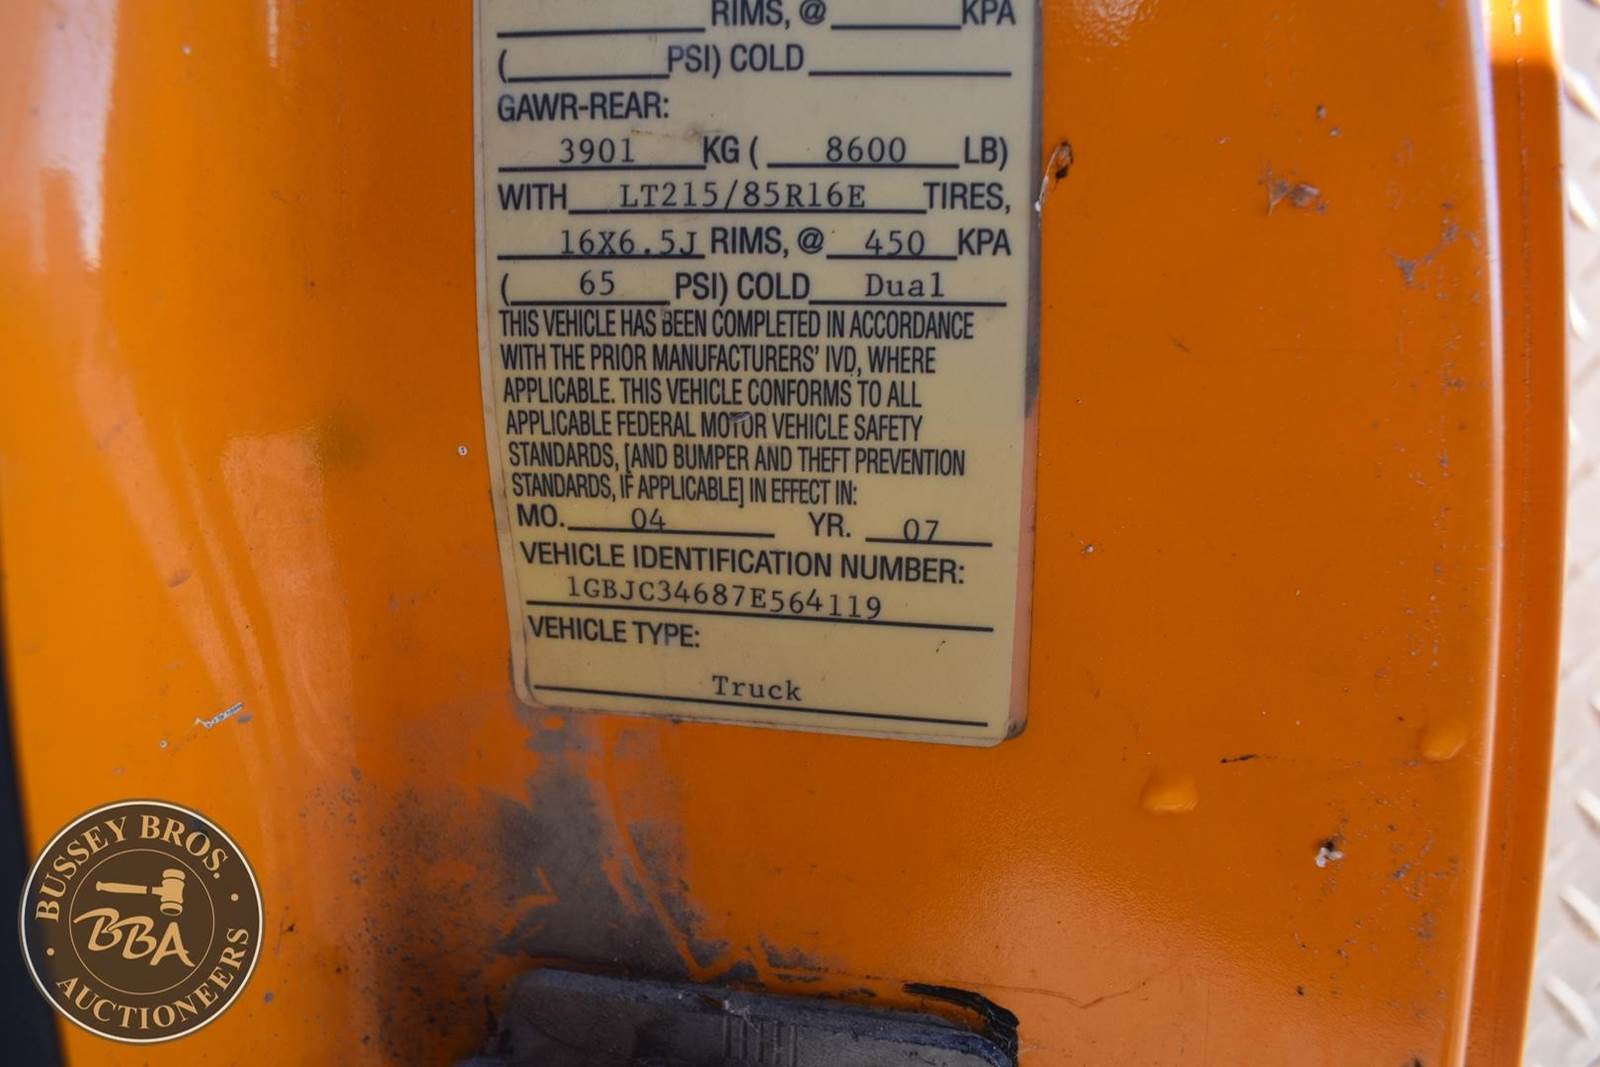 RIMS, @ KPA
( PSI) COLD
GAWR-REAR:
3901 KG ( 8600 LB)
WITH LT215/85R16E TIRES,
16X6.5J RIMS, @ 450 KPA
( 65 PSI) COLD Dual
THIS VEHICLE HAS BEEN COMPLETED IN ACCORDANCE
WITH THE PRIOR MANUFACTURERS' IVD, WHERE
APPLICABLE. THIS VEHICLE CONFORMS TO ALL
APPLICABLE FEDERAL MOTOR VEHICLE SAFETY
STANDARDS, [AND BUMPER AND THEFT PREVENTION
STANDARDS, IF APPLICABLE] IN EFFECT IN:
MO. 04 YR. 07
VEHICLE IDENTIFICATION NUMBER:
1GBJC34687E564119
VEHICLE TYPE:
Truck
BUSSEY BROS.
BBA
AUCTIONEERS